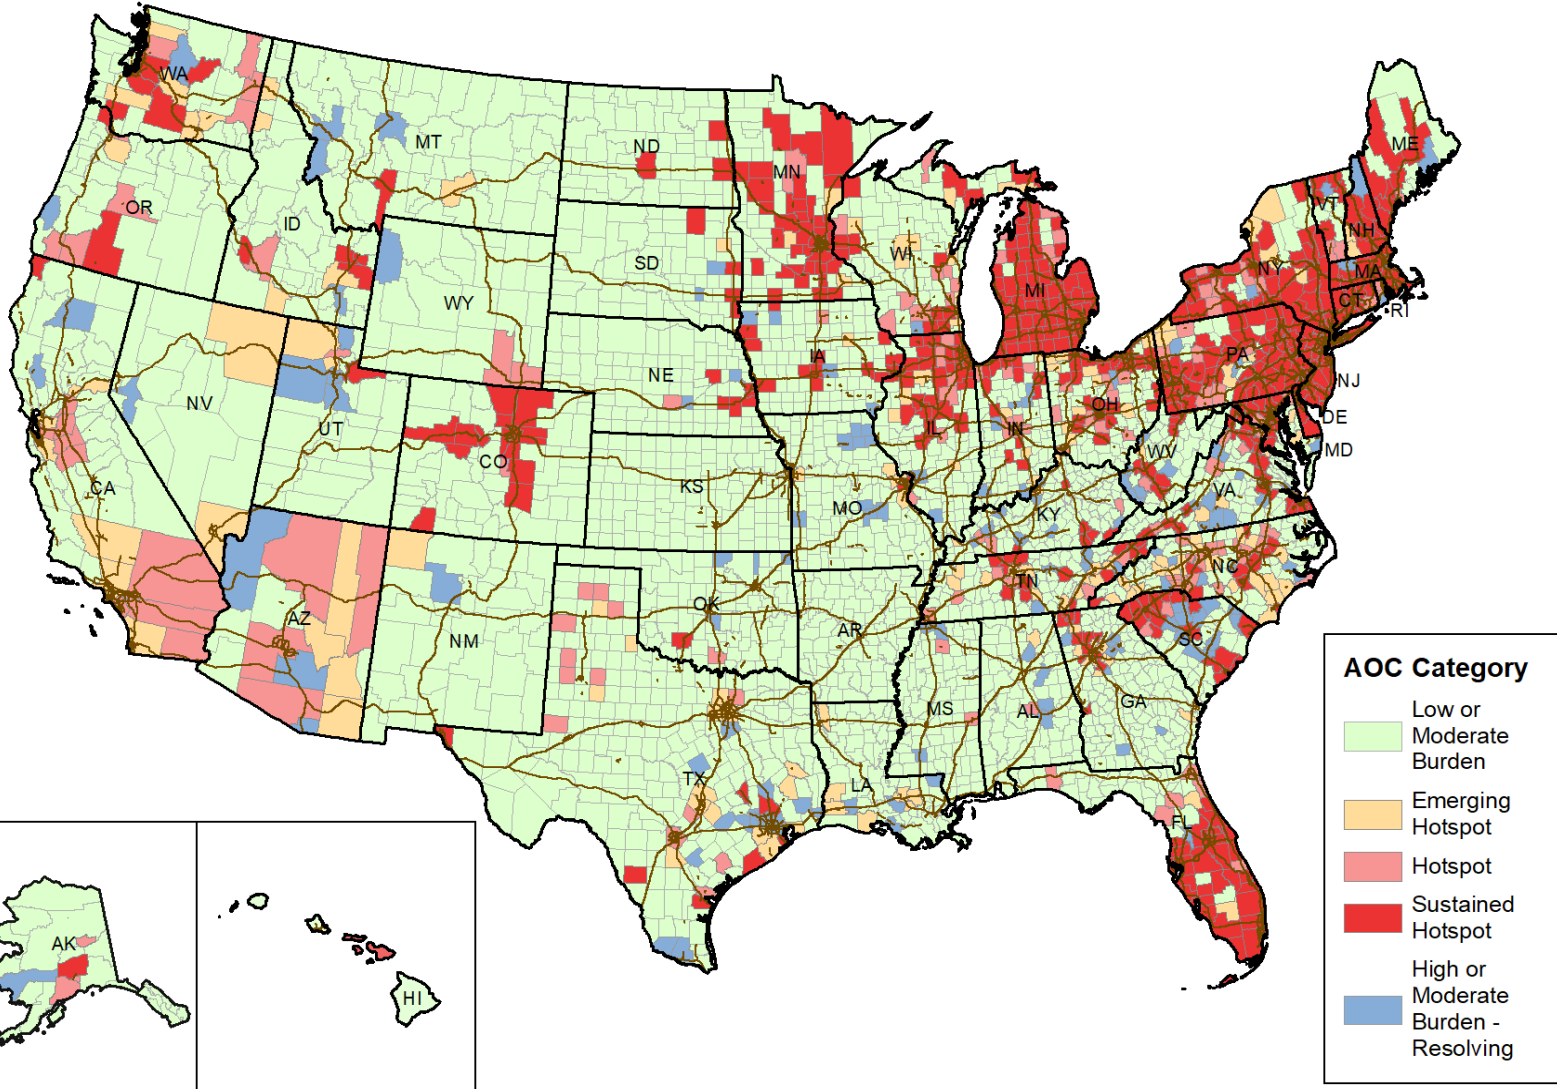 WA
MT
ND
MN
ME
OR
ID
SD
WI
VT
NH
NY
MA
CT
RI
MI
WY
IA
NE
PA
NJ
NV
UT
CO
IL
IN
OH
DE
MD
WV
VA
CA
KS
MO
KY
AZ
NM
OK
AR
TN
NC
SC
MS
AL
GA
TX
LA
FL
AK
HI
AOC Category
Low or
Moderate
Burden
Emerging
Hotspot
Hotspot
Sustained
Hotspot
High or
Moderate
Burden -
Resolving